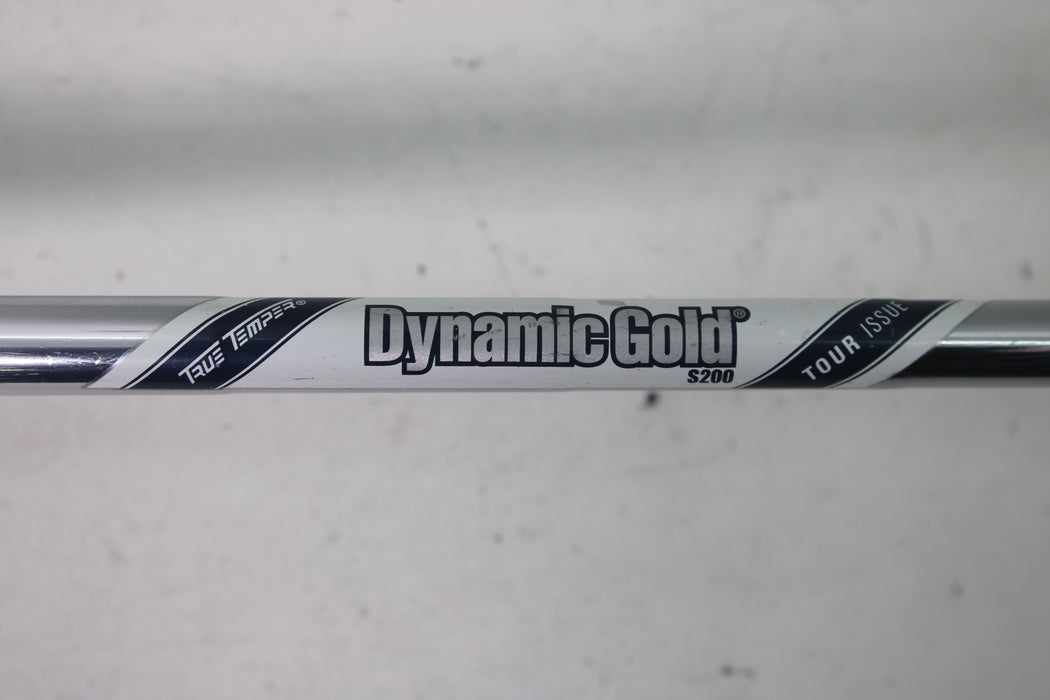 TRUE TEMPER®
Dynamic Gold®
S200
TOUR ISSUE